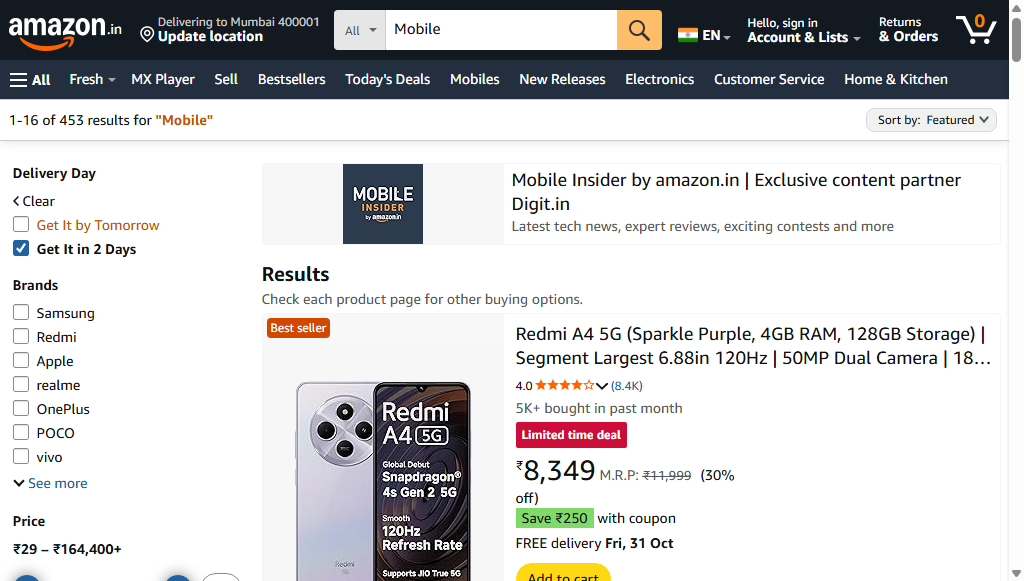 amazon.in
Delivering to Mumbai 400001
Update location
All
Mobile
EN
Hello, sign in
Account & Lists
Returns
& Orders
0
All
Fresh
MX Player
Sell
Bestsellers
Today's Deals
Mobiles
New Releases
Electronics
Customer Service
Home & Kitchen
1-16 of 453 results for "Mobile"
Sort by: Featured
Delivery Day
Clear
Get It by Tomorrow
Get It in 2 Days
Brands
Samsung
Redmi
Apple
realme
OnePlus
POCO
vivo
See more
Price
₹29 – ₹164,400+
MOBILE
INSIDER
by amazon.in
Mobile Insider by amazon.in | Exclusive content partner
Digit.in
Latest tech news, expert reviews, exciting contests and more
Results
Check each product page for other buying options.
Best seller
Redmi
A4 5G
Global Debut
Snapdragon®
4s Gen 2 5G
Smooth
120Hz
Refresh Rate
Supports JIO True 5G
Redmi
Redmi A4 5G (Sparkle Purple, 4GB RAM, 128GB Storage) |
Segment Largest 6.88in 120Hz | 50MP Dual Camera | 18…
4.0 (8.4K)
5K+ bought in past month
Limited time deal
₹8,349 M.R.P: ₹11,999 (30%
off)
Save ₹250 with coupon
FREE delivery Fri, 31 Oct
Add to cart